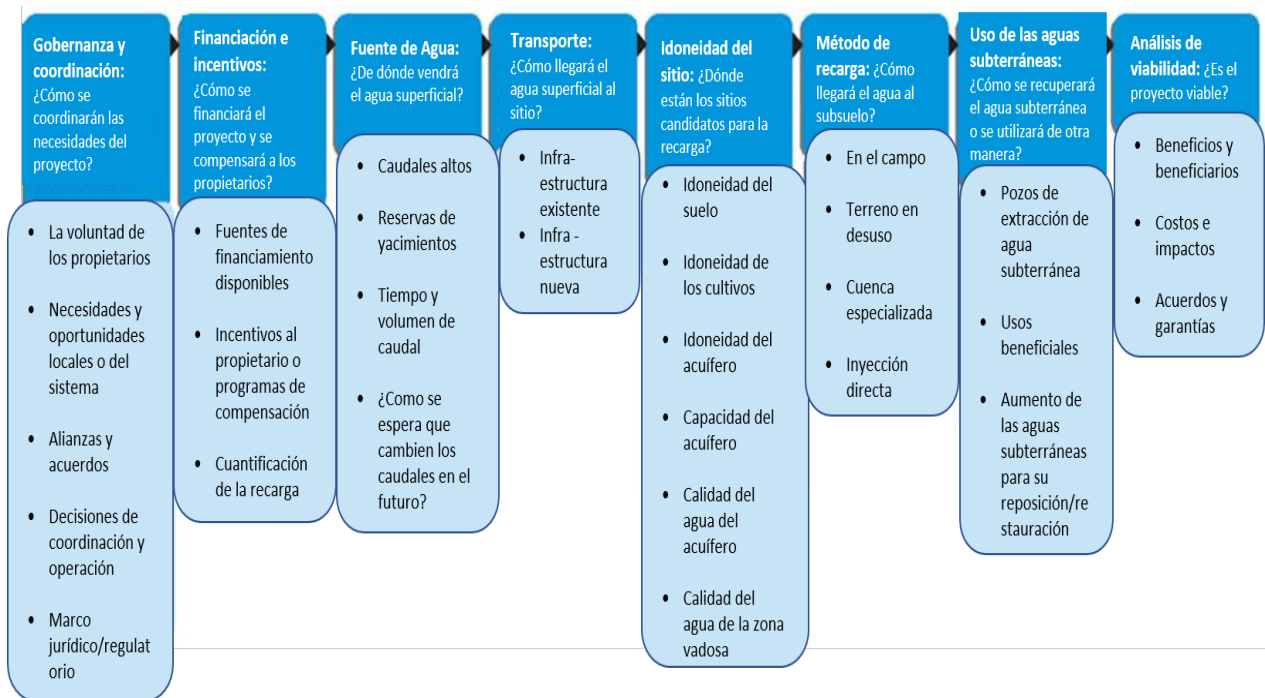 Gobernanza y
coordinación:
¿Cómo se
coordinarán las
necesidades del
proyecto?
• La voluntad de
los propietarios
• Necesidades y
oportunidades
locales o del
sistema
• Alianzas y
acuerdos
• Decisiones de
coordinación y
operación
• Marco
jurídico/regulat
orio
Financiación e
incentivos:
¿Cómo se
financiará el
proyecto y se
compensará a los
propietarios?
• Fuentes de
financiamiento
disponibles
• Incentivos al
propietario o
programas de
compensación
• Cuantificación
de la recarga
Fuente de Agua:
¿De dónde vendrá
el agua superficial?
• Caudales altos
• Reservas de
yacimientos
• Tiempo y
volumen de
caudal
• ¿Como se
espera que
cambien los
caudales en el
futuro?
Transporte:
¿Cómo llegará el
agua superficial al
sitio?
• Infra-
estructura
existente
• Infra -
estructura
nueva
Idoneidad del
sitio: ¿Dónde
están los sitios
candidatos para la
recarga?
• Idoneidad del
suelo
• Idoneidad de
los cultivos
• Idoneidad del
acuífero
• Capacidad del
acuífero
• Calidad del
agua del
acuífero
• Calidad del
agua de la zona
vadosa
Método de
recarga: ¿Cómo
llegará el agua al
subsuelo?
• En el campo
• Terreno en
desuso
• Cuenca
especializada
• Inyección
directa
Uso de las aguas
subterráneas:
¿Cómo se recuperará
el agua subterránea
o se utilizará de otra
manera?
• Pozos de
extracción de
agua
subterránea
• Usos
beneficiales
• Aumento de
las aguas
subterráneas
para su
reposición/re
stauración
Análisis de
viabilidad: ¿Es el
proyecto viable?
• Beneficios y
beneficiarios
• Costos e
impactos
• Acuerdos y
garantías